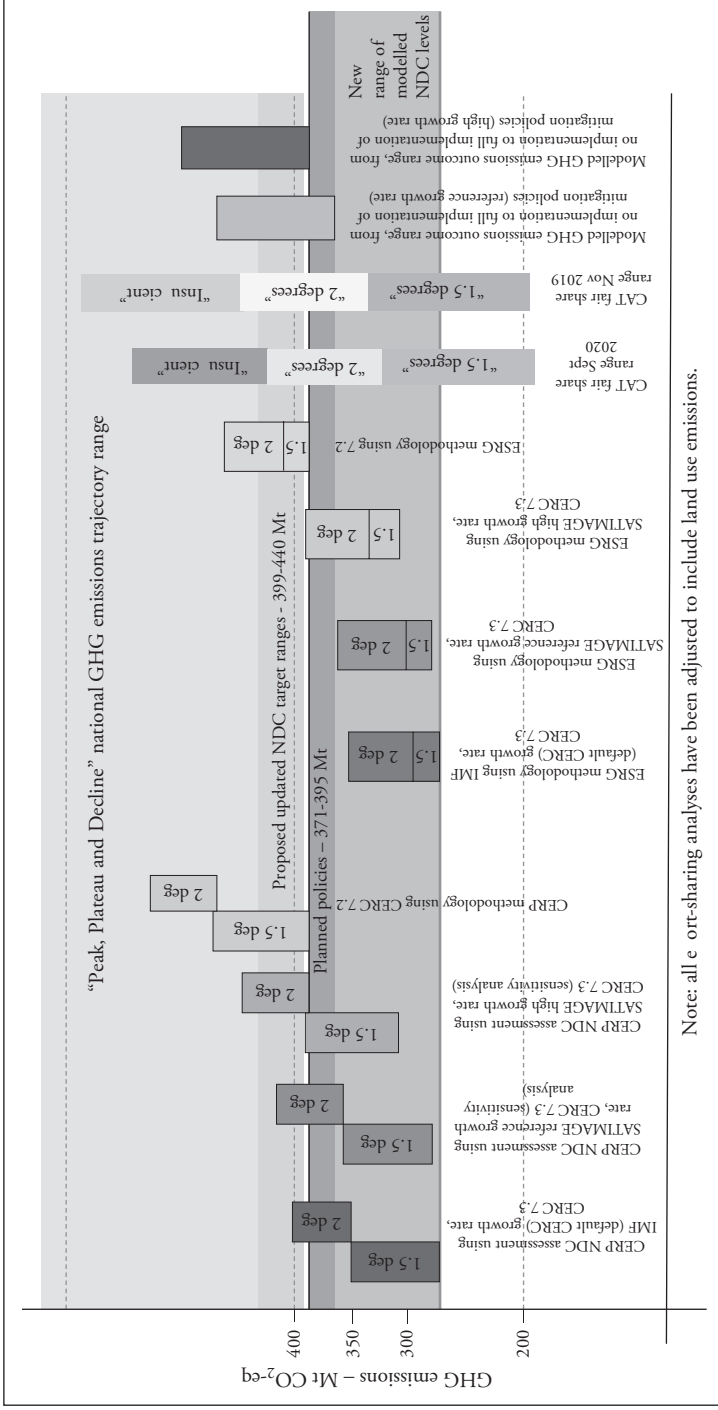 GHG emissions – Mt CO₂-eq
400
350
300
200
"Peak, Plateau and Decline" national GHG emissions trajectory range
Proposed updated NDC target ranges - 399-440 Mt
Planned policies – 371-395 Mt
New
range of
modelled
NDC levels
1.5 deg
2 deg
CERP NDC assessment using
IMF (default CERC) growth rate,
CERC 7.3
1.5 deg
2 deg
CERP NDC assessment using
SATIMAGE reference growth
rate, CERC 7.3 (sensitivity
analysis)
1.5 deg
2 deg
CERP NDC assessment using
SATIMAGE high growth rate,
CERC 7.3 (sensitivity analysis)
1.5 deg
2 deg
CERP methodology using CERC 7.2
2 deg
1.5
ESRG methodology using IMF
(default CERC) growth rate,
CERC 7.3
2 deg
1.5
ESRG methodology using
SATIMAGE reference growth rate,
CERC 7.3
2 deg
1.5
ESRG methodology using
SATIMAGE high growth rate,
CERC 7.3
2 deg
1.5
ESRG methodology using 7.2
"Insu cient"
"2 degrees"
"1.5 degrees"
CAT fair share
range Sept
2020
"Insu cient"
"2 degrees"
"1.5 degrees"
CAT fair share
range Nov 2019
Modelled GHG emissions outcome range, from
no implementation to full implementation of
mitigation policies (reference growth rate)
Modelled GHG emissions outcome range, from
no implementation to full implementation of
mitigation policies (high growth rate)
Note: all e ort-sharing analyses have been adjusted to include land use emissions.